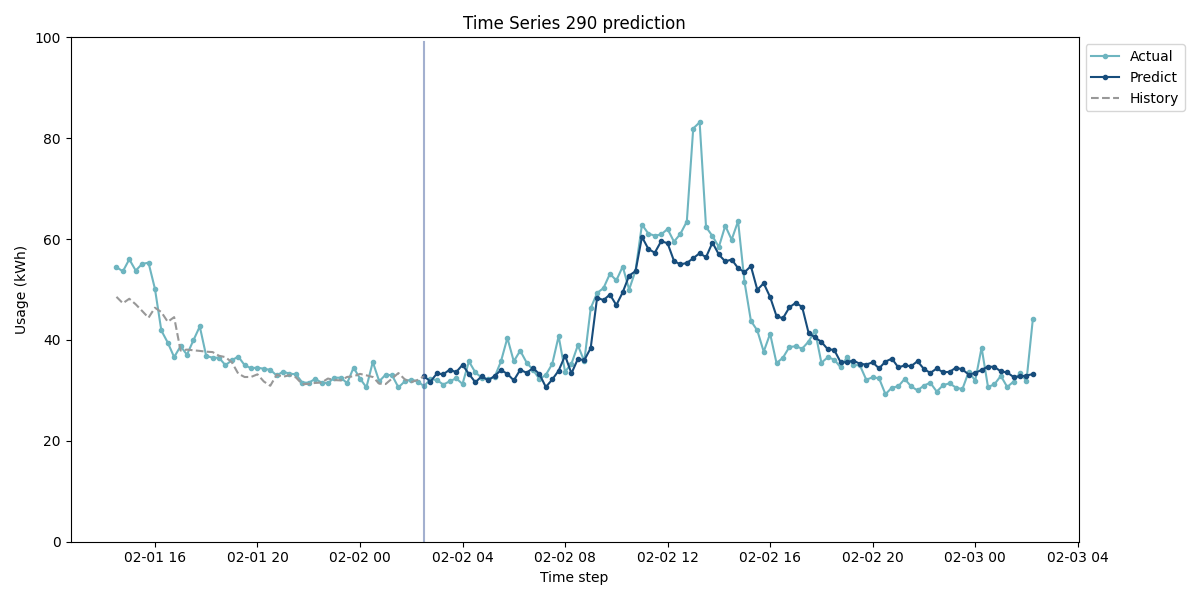 Time Series 290 prediction
100
80
60
40
20
0
Usage (kWh)
02-01 16
02-01 20
02-02 00
02-02 04
02-02 08
02-02 12
02-02 16
02-02 20
02-03 00
02-03 04
Time step
Actual
Predict
History